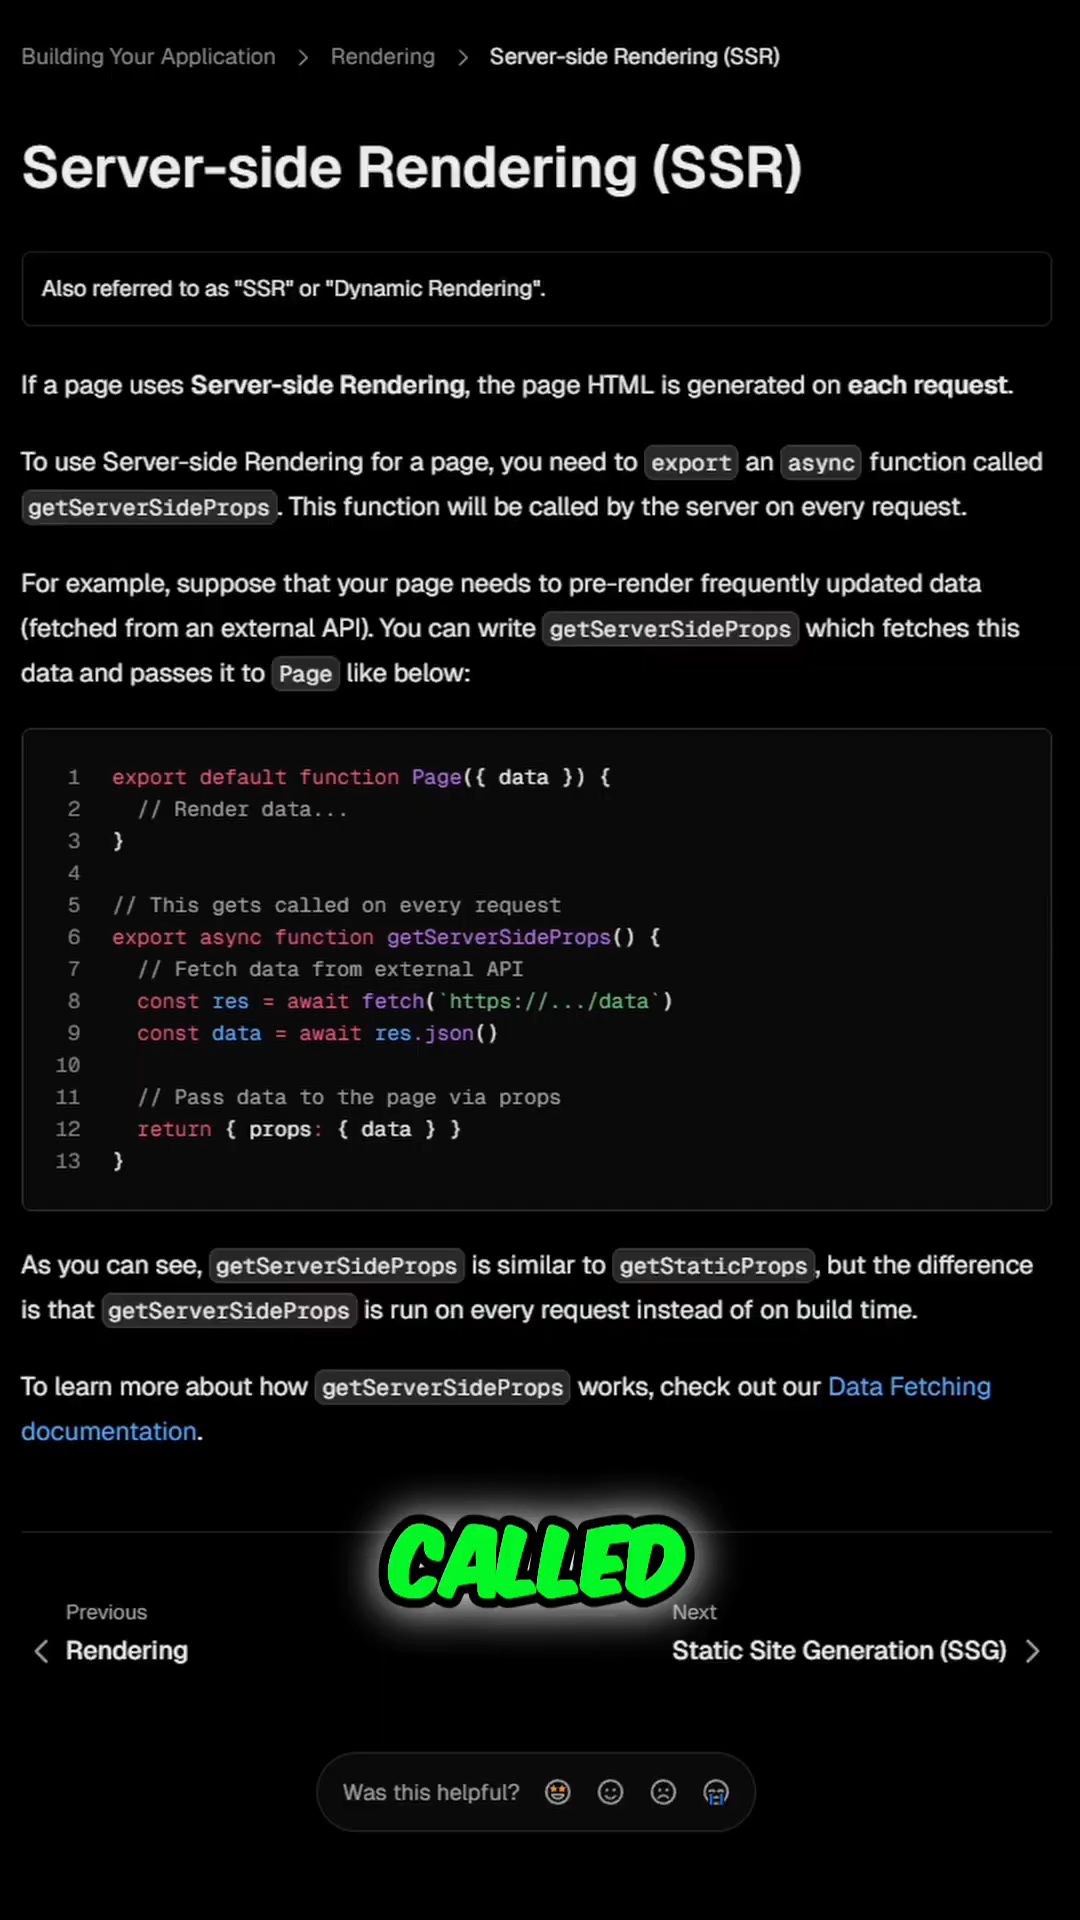 Building Your Application > Rendering > Server-side Rendering (SSR)
Server-side Rendering (SSR)
Also referred to as "SSR" or "Dynamic Rendering".
If a page uses Server-side Rendering, the page HTML is generated on each request.
To use Server-side Rendering for a page, you need to export an async function called
getServerSideProps. This function will be called by the server on every request.
For example, suppose that your page needs to pre-render frequently updated data
(fetched from an external API). You can write getServerSideProps which fetches this
data and passes it to Page like below:
1 export default function Page({ data }) {
2   // Render data...
3 }
4
5 // This gets called on every request
6 export async function getServerSideProps() {
7   // Fetch data from external API
8   const res = await fetch(`https://.../data`)
9   const data = await res.json()
10
11   // Pass data to the page via props
12   return { props: { data } }
13 }
As you can see, getServerSideProps is similar to getStaticProps, but the difference
is that getServerSideProps is run on every request instead of on build time.
To learn more about how getServerSideProps works, check out our Data Fetching
documentation.
CALLED
Previous
Rendering
Next
Static Site Generation (SSG)
Was this helpful?